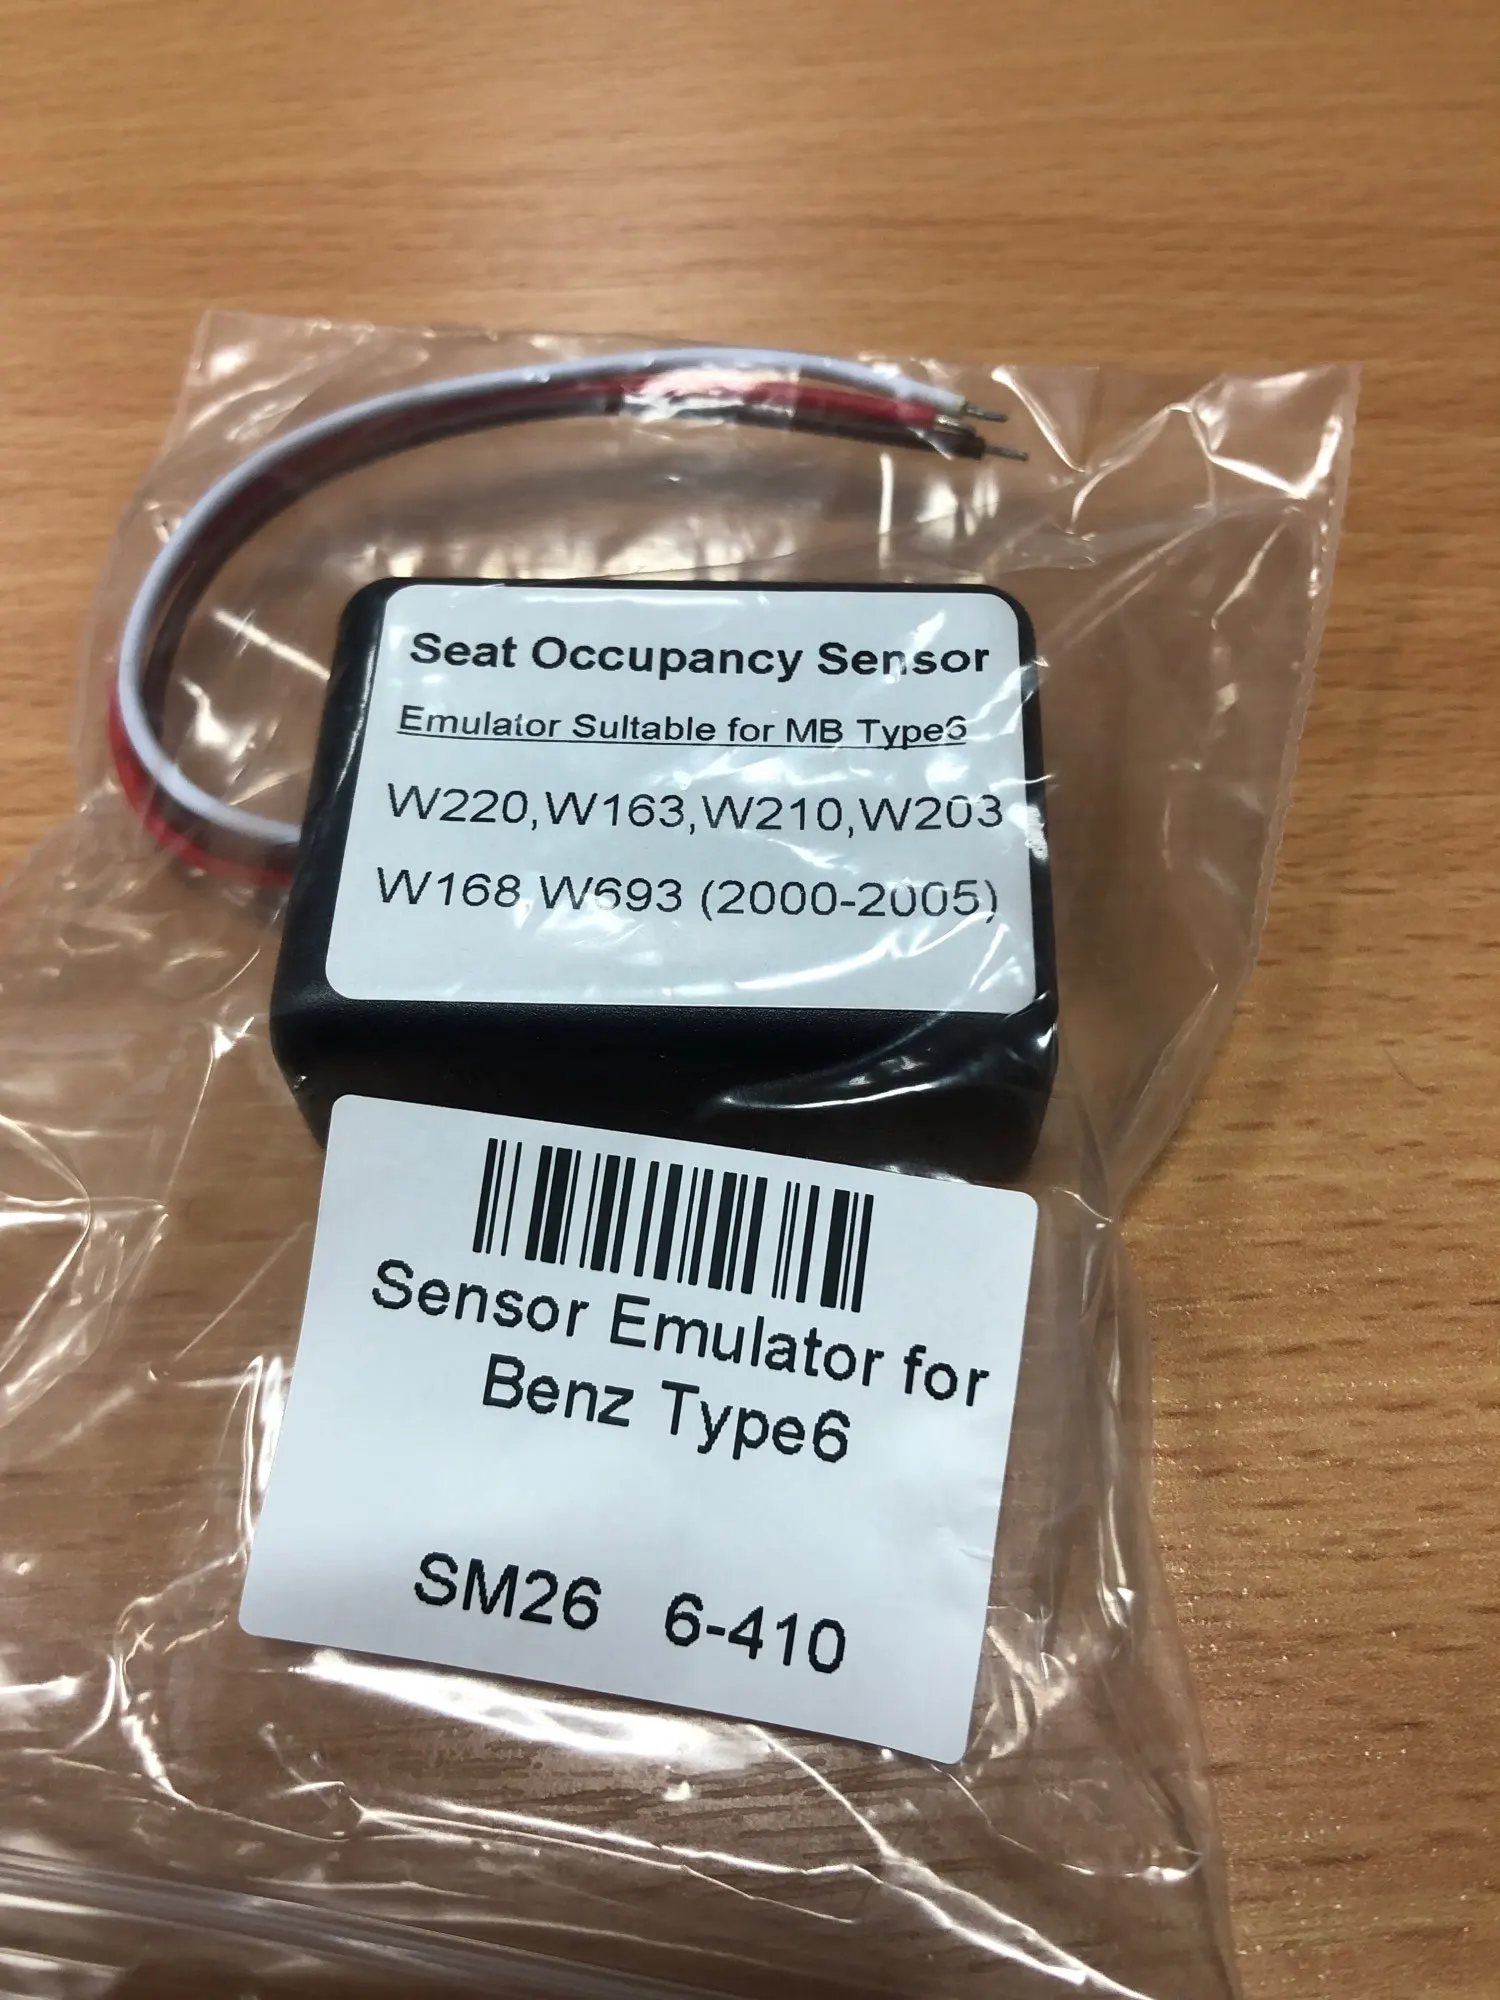 Seat Occupancy Sensor
Emulator Sultable for MB Type6
W220,W163,W210,W203
W168,W693 (2000-2005)
Sensor Emulator for
Benz Type6
SM26 6-410